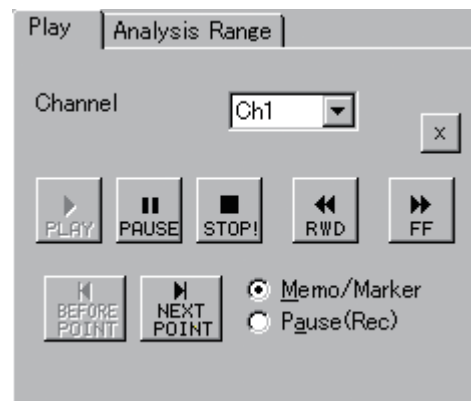 Play Analysis Range
Channel Ch1
x
PLAY PAUSE STOP! RWD FF
BEFORE POINT NEXT POINT Memo/Marker
Pause(Rec)